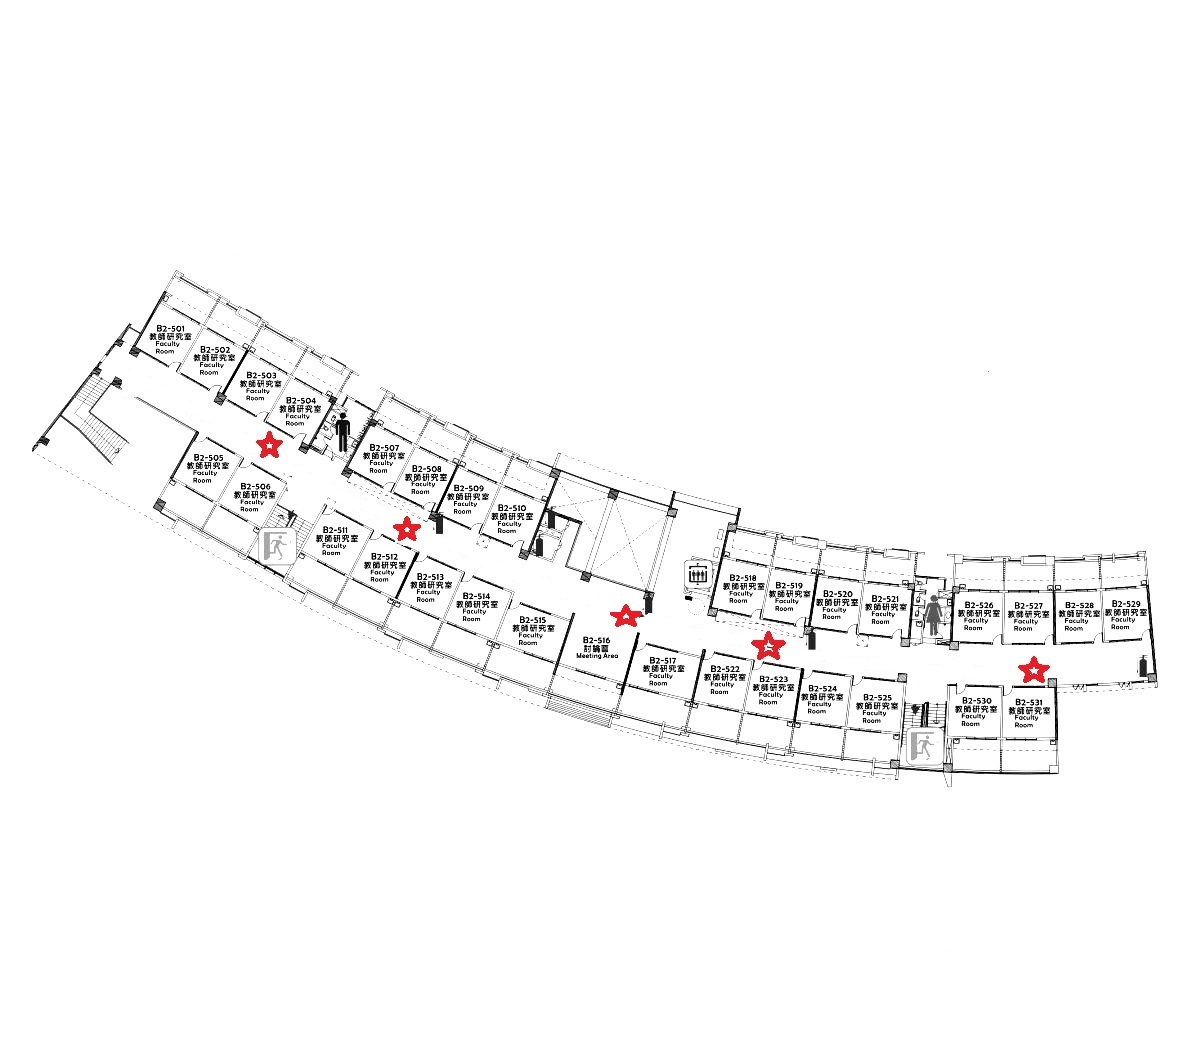 B2-501
教師研究室
Faculty
Room
B2-502
教師研究室
Faculty
Room
B2-503
教師研究室
Faculty
Room
B2-504
教師研究室
Faculty
Room
B2-505
教師研究室
Faculty
Room
B2-506
教師研究室
Faculty
Room
B2-507
教師研究室
Faculty
Room
B2-508
教師研究室
Faculty
Room
B2-509
教師研究室
Faculty
Room
B2-510
教師研究室
Faculty
Room
B2-511
教師研究室
Faculty
Room
B2-512
教師研究室
Faculty
Room
B2-513
教師研究室
Faculty
Room
B2-514
教師研究室
Faculty
Room
B2-515
教師研究室
Faculty
Room
B2-516
討論區
Meeting Area
B2-517
教師研究室
Faculty
Room
B2-518
教師研究室
Faculty
Room
B2-519
教師研究室
Faculty
Room
B2-520
教師研究室
Faculty
Room
B2-521
教師研究室
Faculty
Room
B2-522
教師研究室
Faculty
Room
B2-523
教師研究室
Faculty
Room
B2-524
教師研究室
Faculty
Room
B2-525
教師研究室
Faculty
Room
B2-526
教師研究室
Faculty
Room
B2-527
教師研究室
Faculty
Room
B2-528
教師研究室
Faculty
Room
B2-529
教師研究室
Faculty
Room
B2-530
教師研究室
Faculty
Room
B2-531
教師研究室
Faculty
Room